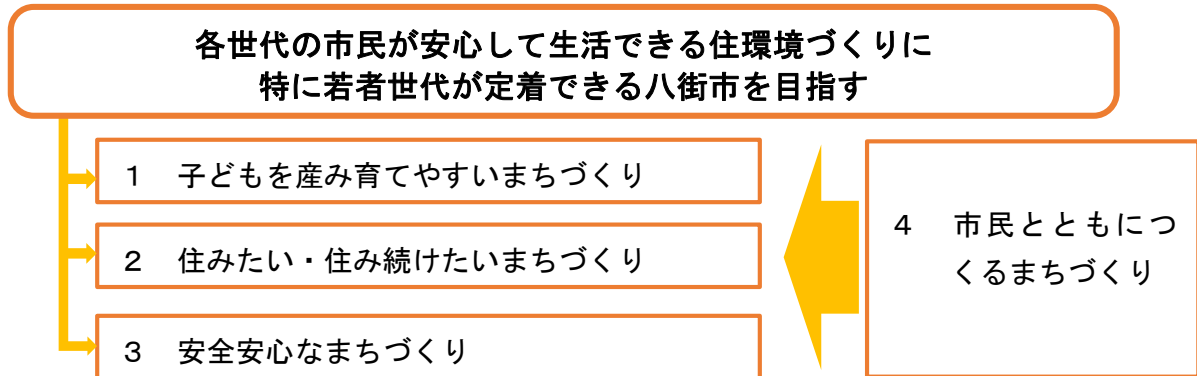 各世代の市民が安心して生活できる住環境づくりに
特に若者世代が定着できる八街市を目指す
１　子どもを産み育てやすいまちづくり
２　住みたい・住み続けたいまちづくり
３　安全安心なまちづくり
４　市民とともにつ
くるまちづくり